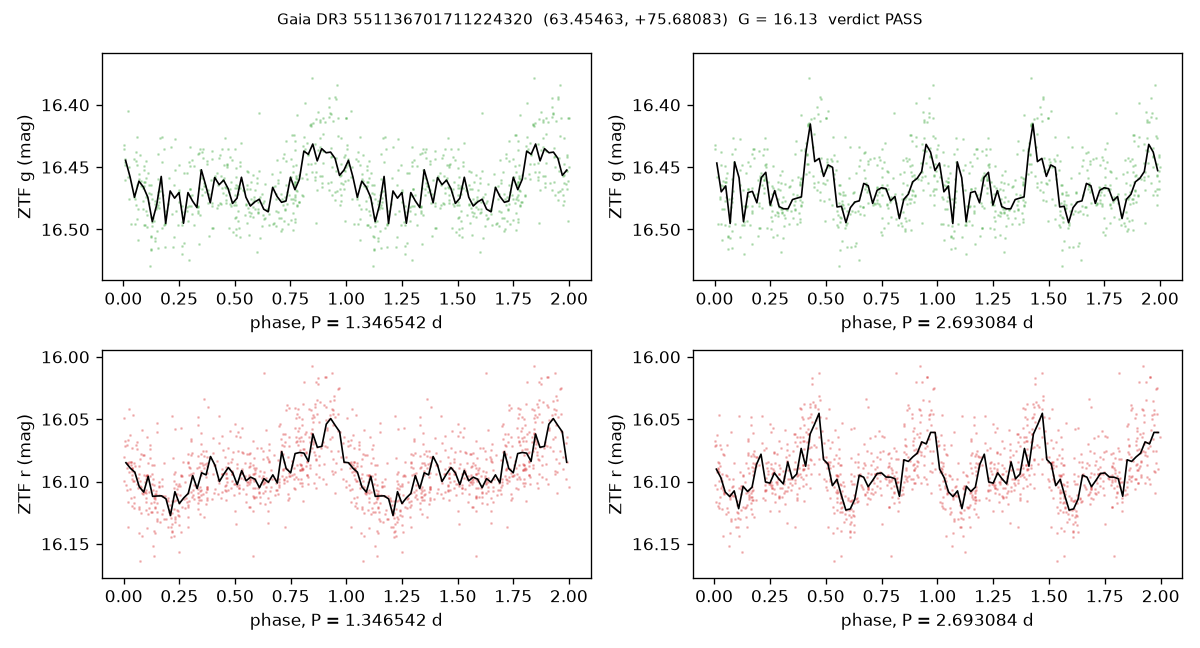 Gaia DR3 551136701711224320  (63.45463, +75.68083)  G = 16.13  verdict PASS
ZTF g (mag)
16.40
16.45
16.50
0.00 0.25 0.50 0.75 1.00 1.25 1.50 1.75 2.00
phase, P = 1.346542 d
ZTF g (mag)
16.40
16.45
16.50
0.00 0.25 0.50 0.75 1.00 1.25 1.50 1.75 2.00
phase, P = 2.693084 d
ZTF r (mag)
16.00
16.05
16.10
16.15
0.00 0.25 0.50 0.75 1.00 1.25 1.50 1.75 2.00
phase, P = 1.346542 d
ZTF r (mag)
16.00
16.05
16.10
16.15
0.00 0.25 0.50 0.75 1.00 1.25 1.50 1.75 2.00
phase, P = 2.693084 d